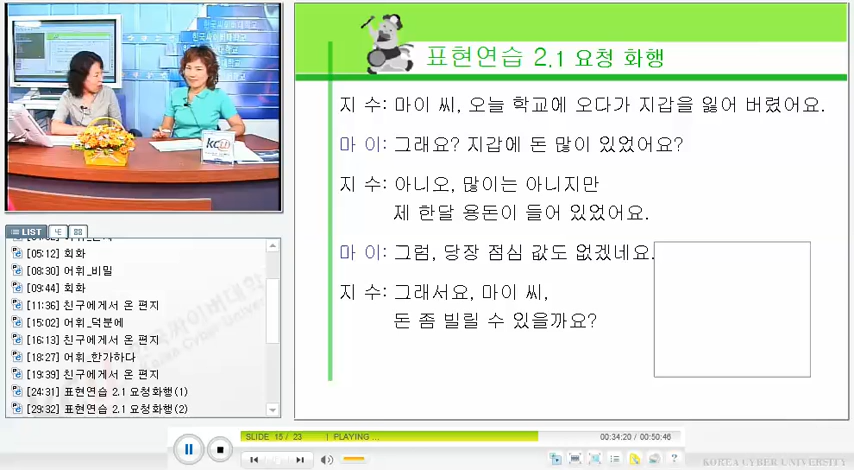 한국사이버대학교
kcu
표현연습 2.1 요청 화행
지 수: 마이 씨, 오늘 학교에 오다가 지갑을 잃어 버렸어요.
마 이: 그래요? 지갑에 돈 많이 있었어요?
지 수: 아니오, 많이는 아니지만
제 한달 용돈이 들어 있었어요.
마 이: 그럼, 당장 점심 값도 없겠네요.
지 수: 그래서요, 마이 씨,
돈 좀 빌릴 수 있을까요?
LIST
[05:12] 회화
[08:30] 어휘_비밀
[09:44] 회화
[11:36] 친구에게서 온 편지
[15:02] 어휘_덕분에
[16:13] 친구에게서 온 편지
[18:27] 어휘_한가하다
[19:39] 친구에게서 온 편지
[24:31] 표현연습 2.1 요청화행(1)
[29:32] 표현연습 2.1 요청화행(2)
SLIDE 15 / 23 | PLAYING ...
00:34:20 / 00:50:46
KOREA CYBER UNIVERSITY